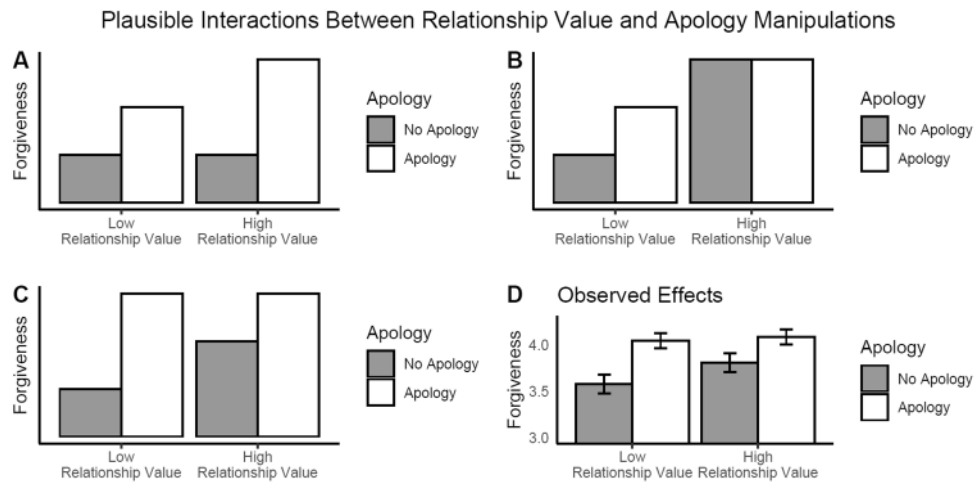 Plausible Interactions Between Relationship Value and Apology Manipulations
A
Forgiveness
Low
Relationship Value
High
Relationship Value
Apology
No Apology
Apology
B
Forgiveness
Low
Relationship Value
High
Relationship Value
Apology
No Apology
Apology
C
Forgiveness
Low
Relationship Value
High
Relationship Value
Apology
No Apology
Apology
D Observed Effects
Forgiveness
4.0
3.5
3.0
Low
Relationship Value
High
Relationship Value
Apology
No Apology
Apology